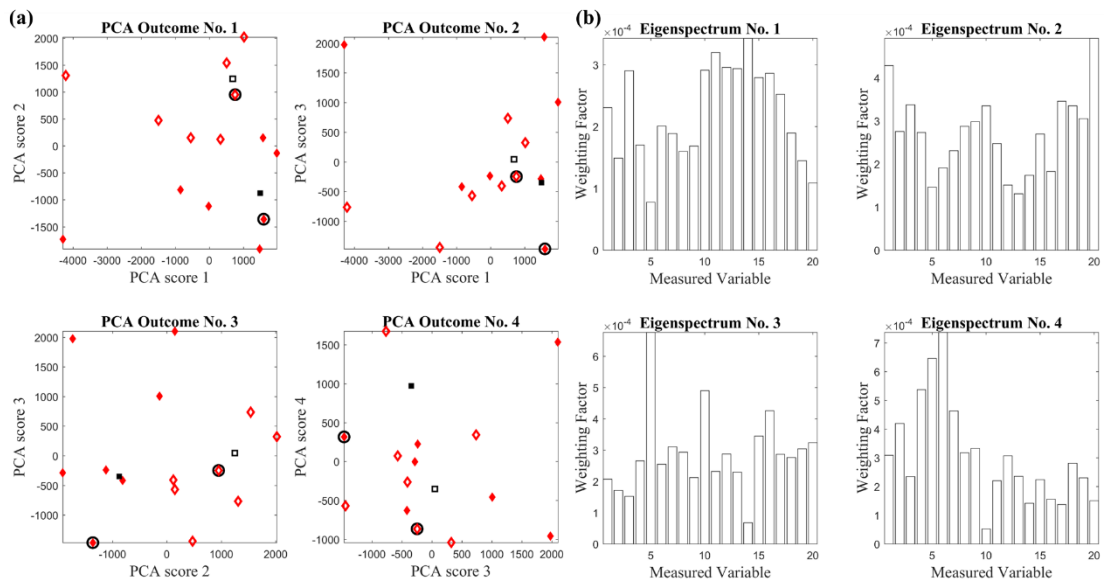 (a)
PCA Outcome No. 1
2000
1500
1000
500
0
-500
-1000
-1500
PCA score 2
-4000 -3000 -2000 -1000 0 1000
PCA score 1
PCA Outcome No. 2
2000
1500
1000
500
0
-500
-1000
PCA score 3
-4000 -3000 -2000 -1000 0 1000
PCA score 1
PCA Outcome No. 3
2000
1500
1000
500
0
-500
-1000
PCA score 3
-1000 0 1000 2000
PCA score 2
PCA Outcome No. 4
1500
1000
500
0
-500
-1000
PCA score 4
-1000 -500 0 500 1000 1500 2000
PCA score 3
(b)
×10-4
Eigenspectrum No. 1
3
2
1
0
Weighting Factor
5 10 15 20
Measured Variable
×10-4
Eigenspectrum No. 2
4
3
2
1
0
Weighting Factor
5 10 15 20
Measured Variable
×10-4
Eigenspectrum No. 3
6
5
4
3
2
1
0
Weighting Factor
5 10 15 20
Measured Variable
×10-4
Eigenspectrum No. 4
7
6
5
4
3
2
1
0
Weighting Factor
5 10 15 20
Measured Variable